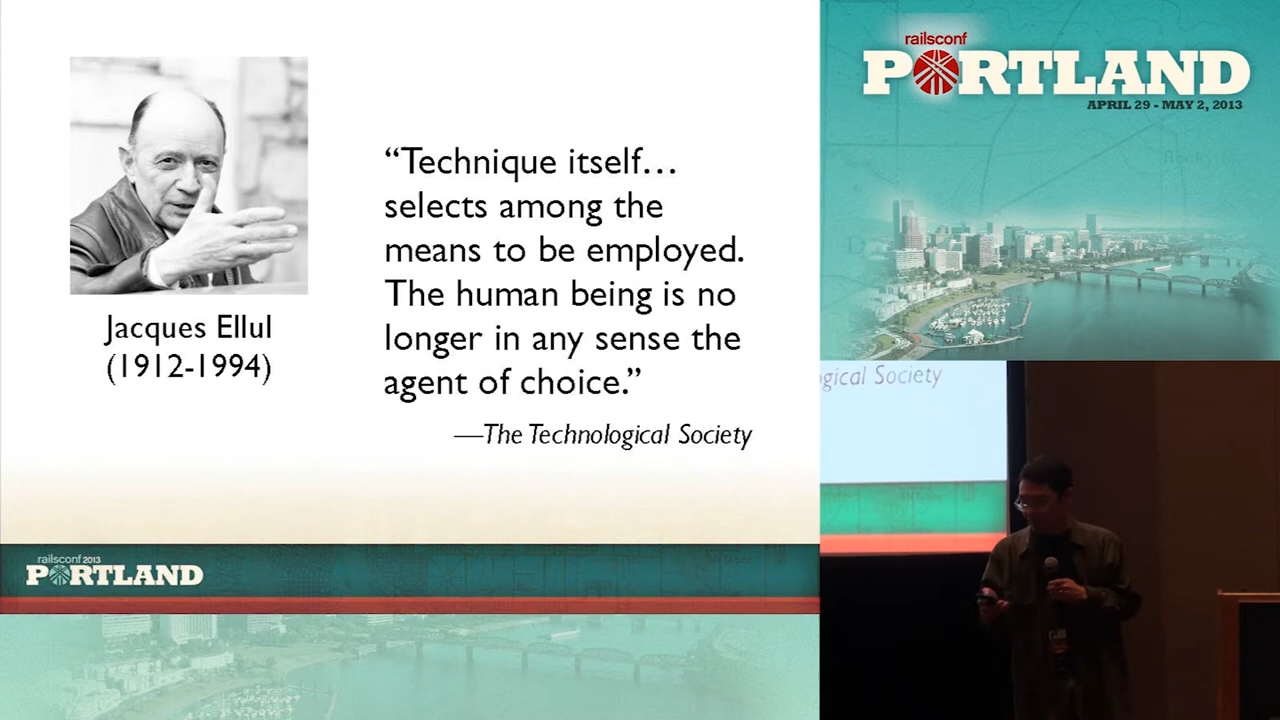 Jacques Ellul
(1912-1994)
“Technique itself…
selects among the
means to be employed.
The human being is no
longer in any sense the
agent of choice.”
—The Technological Society
railsconf 2013
PORTLAND
railsconf
PORTLAND
APRIL 29 - MAY 2, 2013
gical Society